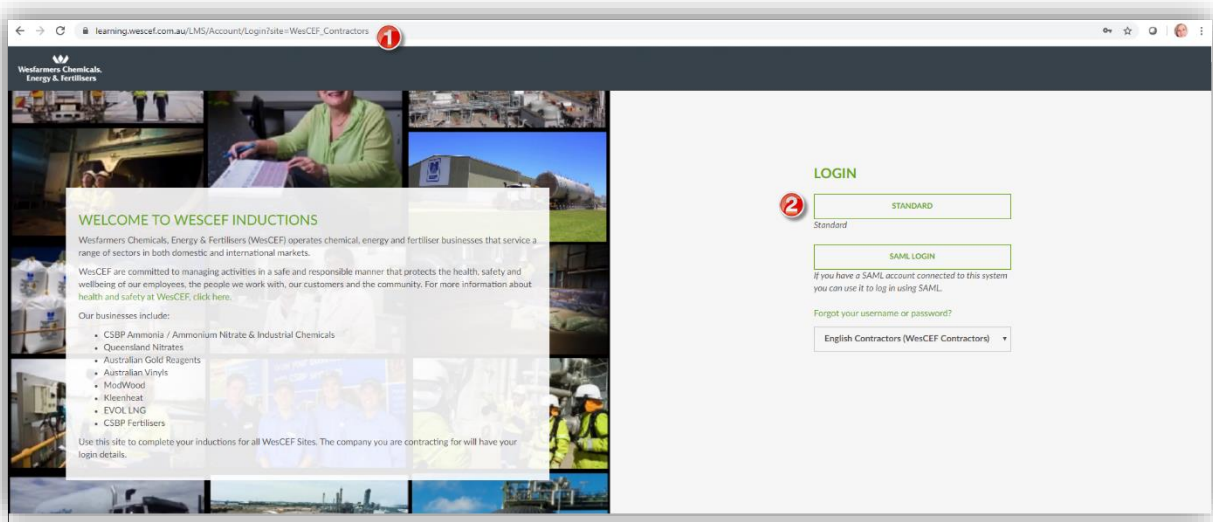 learning.wescef.com.au/LMS/Account/Login?site=WesCEF_Contractors
1
Wesfarmers Chemicals,
Energy & Fertilisers
WELCOME TO WESCEF INDUCTIONS
Wesfarmers Chemicals, Energy & Fertilisers (WesCEF) operates chemical, energy and fertiliser businesses that service a
range of sectors in both domestic and international markets.
WesCEF are committed to managing activities in a safe and responsible manner that protects the health, safety and
wellbeing of our employees, the people we work with, our customers and the community. For more information about
health and safety at WesCEF, click here.
Our businesses include:
• CSBP Ammonia / Ammonium Nitrate & Industrial Chemicals
• Queensland Nitrates
• Australian Gold Reagents
• Australian Vinyls
• ModWood
• Kleenheat
• EVOL LNG
• CSBP Fertilisers
Use this site to complete your inductions for all WesCEF Sites. The company you are contracting for will have your
login details.
LOGIN
2
STANDARD
Standard
SAML LOGIN
If you have a SAML account connected to this system
you can use it to log in using SAML.
Forgot your username or password?
English Contractors (WesCEF Contractors)